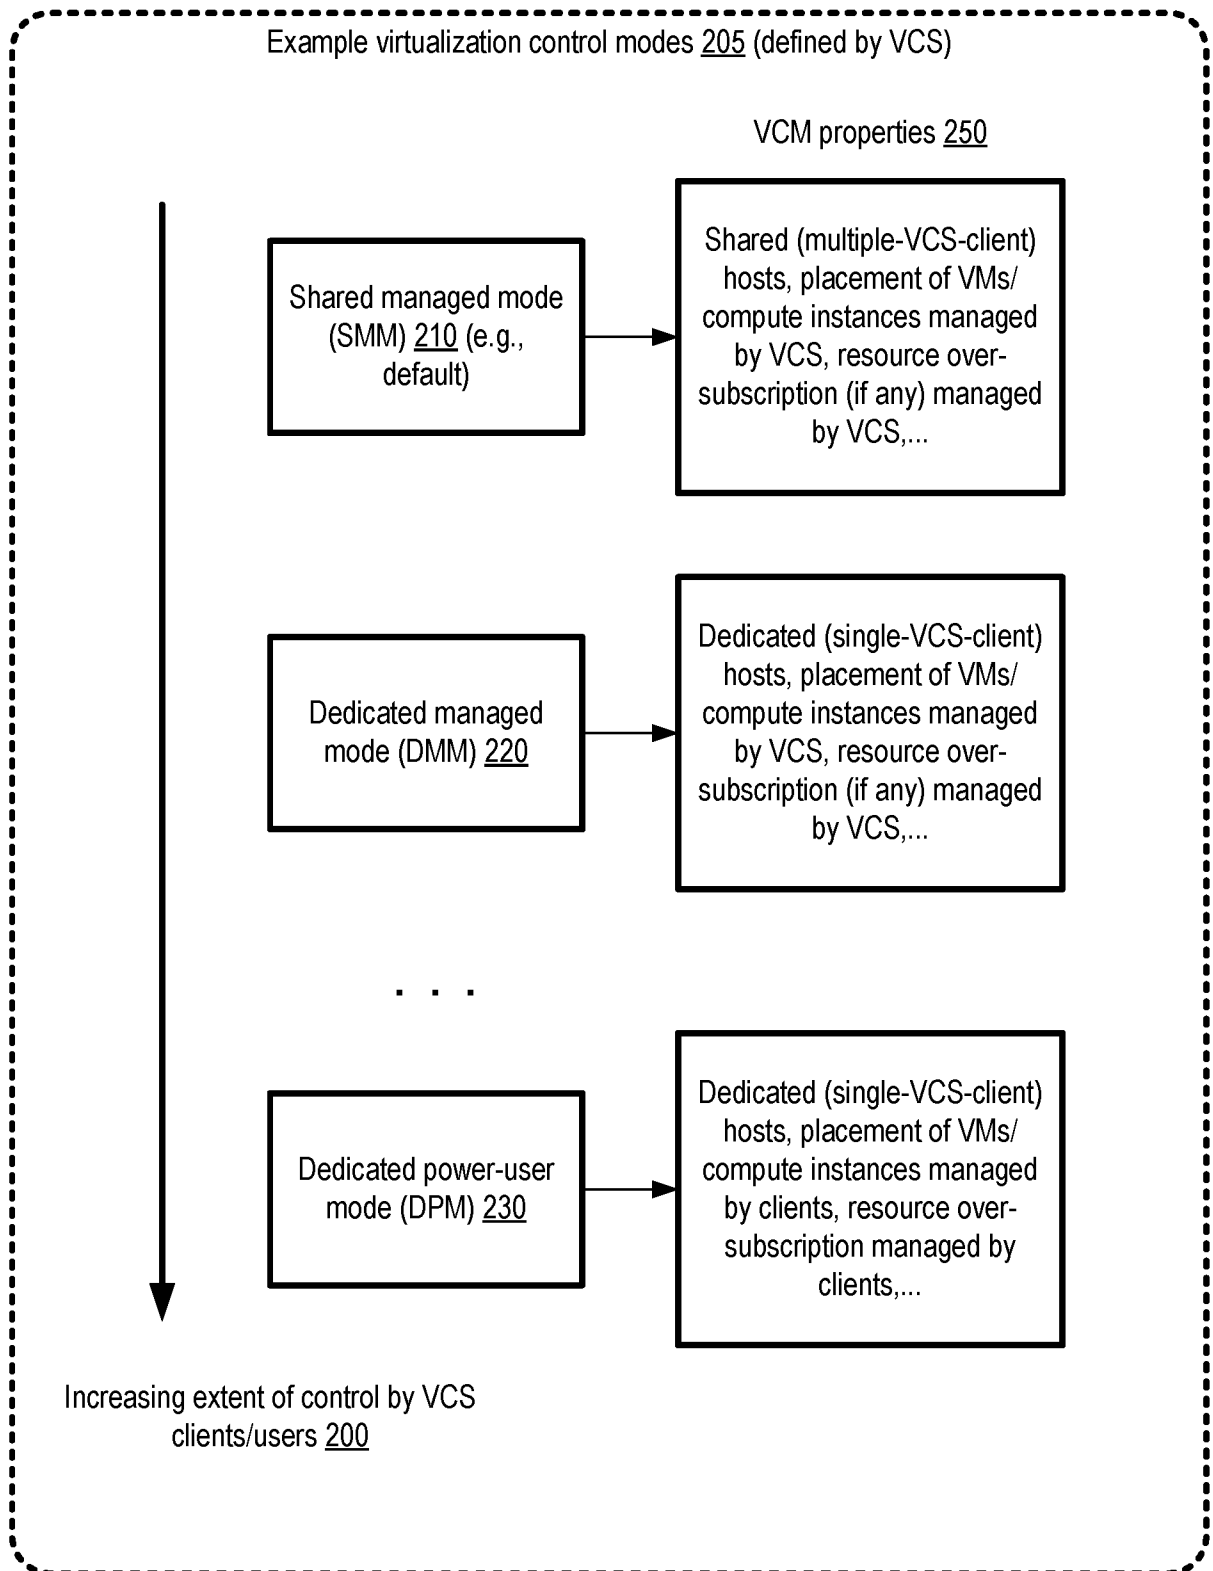 Example virtualization control modes 205 (defined by VCS)
VCM properties 250
Shared managed mode
(SMM) 210 (e.g.,
default)
Shared (multiple-VCS-client)
hosts, placement of VMs/
compute instances managed
by VCS, resource over-
subscription (if any) managed
by VCS,...
Dedicated managed
mode (DMM) 220
Dedicated (single-VCS-client)
hosts, placement of VMs/
compute instances managed
by VCS, resource over-
subscription (if any) managed
by VCS,...
. . .
Dedicated power-user
mode (DPM) 230
Dedicated (single-VCS-client)
hosts, placement of VMs/
compute instances managed
by clients, resource over-
subscription managed by
clients,...
Increasing extent of control by VCS
clients/users 200